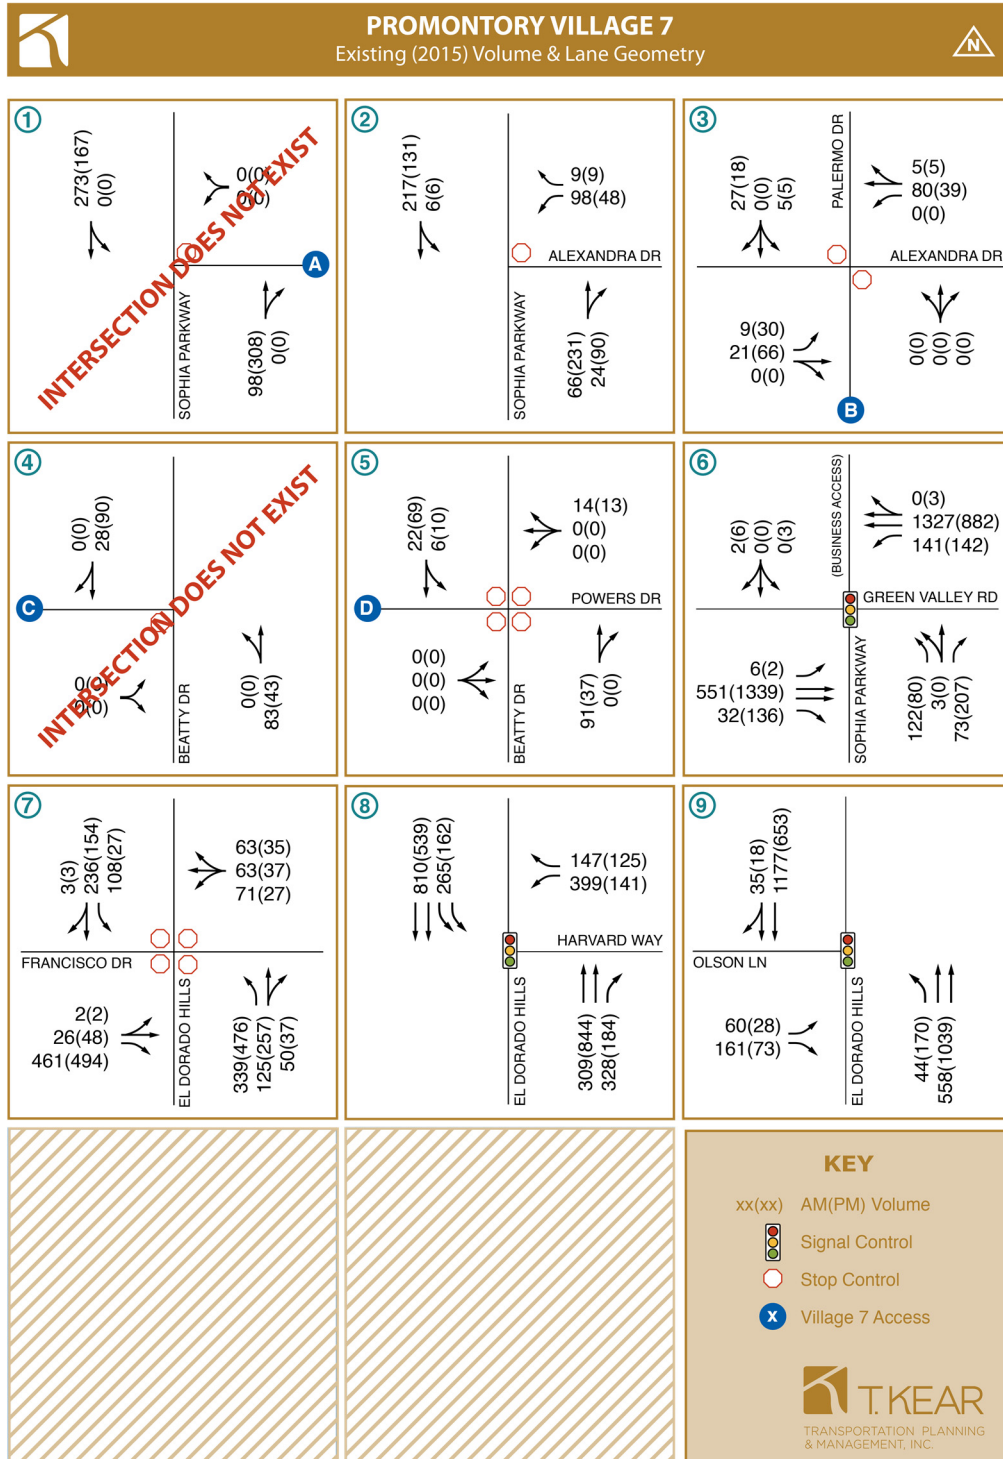 PROMONTORY VILLAGE 7
Existing (2015) Volume & Lane Geometry
N
1
273(167)
0(0)
0(0)
0(0)
INTERSECTION DOES NOT EXIST
A
SOPHIA PARKWAY
98(308)
0(0)
2
217(131)
6(6)
9(9)
98(48)
ALEXANDRA DR
SOPHIA PARKWAY
66(231)
24(90)
3
PALERMO DR
27(18)
0(0)
5(5)
5(5)
80(39)
0(0)
ALEXANDRA DR
9(30)
21(66)
0(0)
0(0)
0(0)
0(0)
B
4
0(0)
28(90)
INTERSECTION DOES NOT EXIST
C
0(0)
0(0)
BEATTY DR
0(0)
83(43)
5
22(69)
6(10)
14(13)
0(0)
0(0)
D
POWERS DR
0(0)
0(0)
0(0)
BEATTY DR
91(37)
0(0)
6
(BUSINESS ACCESS)
2(6)
0(0)
0(3)
0(3)
1327(882)
141(142)
GREEN VALLEY RD
6(2)
551(1339)
32(136)
SOPHIA PARKWAY
122(80)
3(0)
73(207)
7
3(3)
236(154)
108(27)
63(35)
63(37)
71(27)
FRANCISCO DR
2(2)
26(48)
461(494)
EL DORADO HILLS
339(476)
125(257)
50(37)
8
810(539)
265(162)
147(125)
399(141)
HARVARD WAY
EL DORADO HILLS
309(844)
328(184)
9
35(18)
1177(653)
OLSON LN
60(28)
161(73)
EL DORADO HILLS
44(170)
558(1039)
KEY
xx(xx) AM(PM) Volume
Signal Control
Stop Control
X Village 7 Access
T.KEAR
TRANSPORTATION PLANNING
& MANAGEMENT, INC.